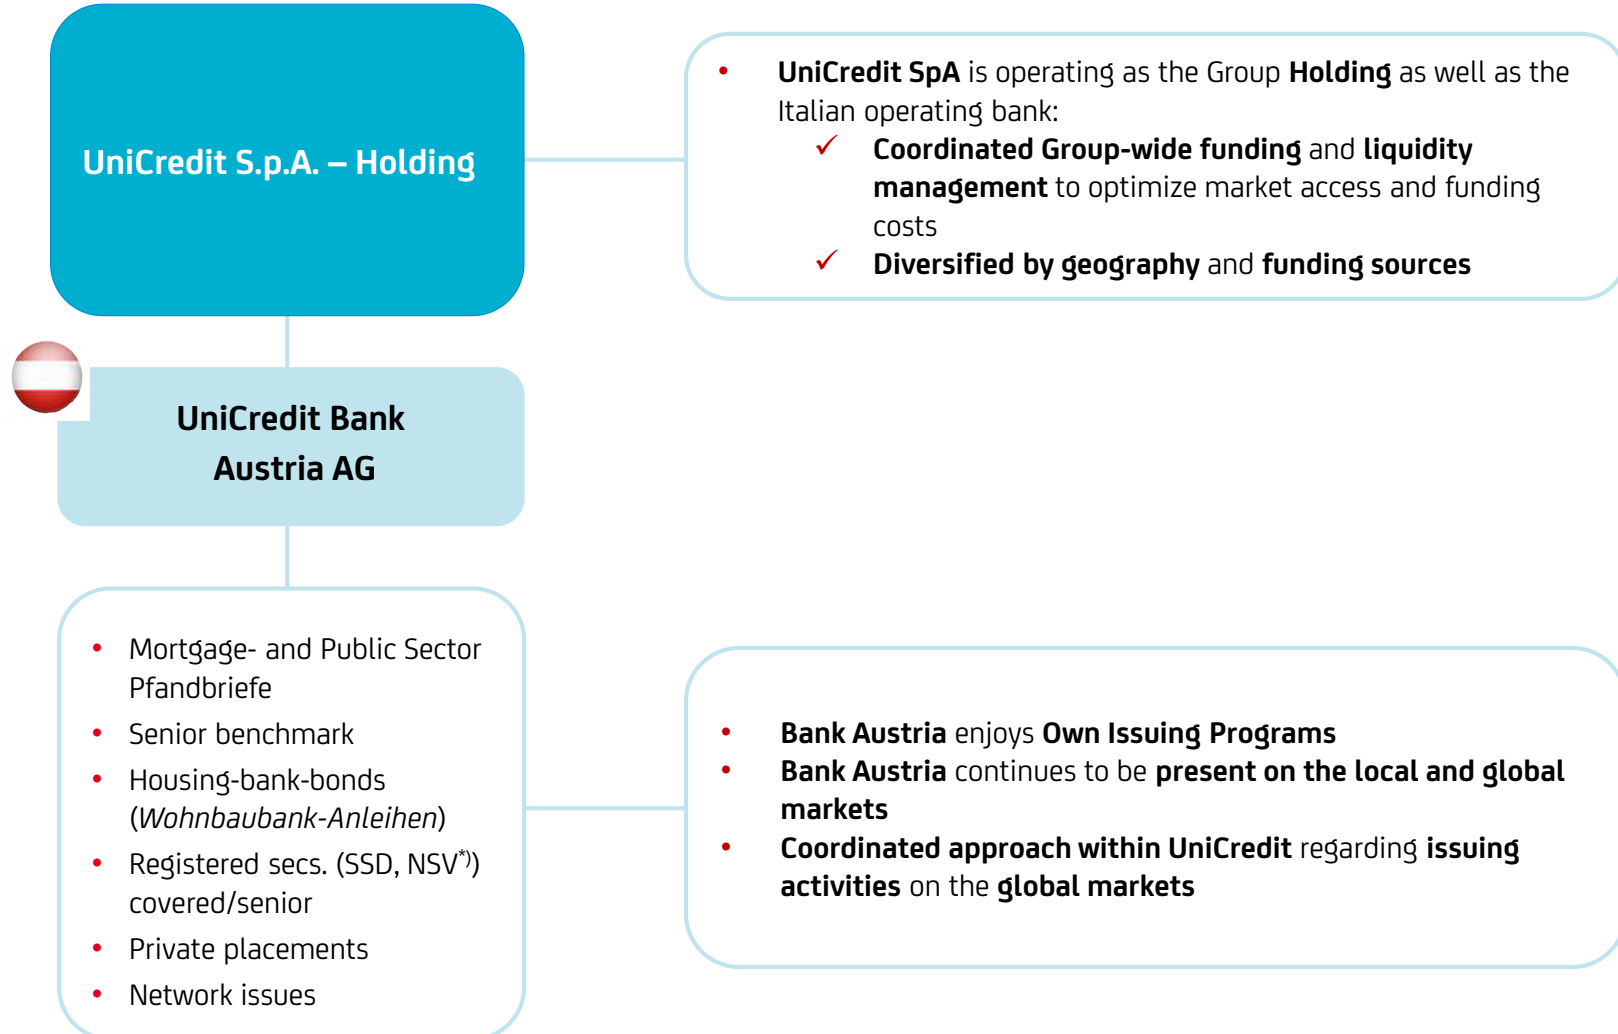 UniCredit S.p.A. – Holding
• UniCredit SpA is operating as the Group Holding as well as the
Italian operating bank:
✓ Coordinated Group-wide funding and liquidity
management to optimize market access and funding
costs
✓ Diversified by geography and funding sources
UniCredit Bank
Austria AG
• Mortgage- and Public Sector
Pfandbriefe
• Senior benchmark
• Housing-bank-bonds
(Wohnbaubank-Anleihen)
• Registered secs. (SSD, NSV*))
covered/senior
• Private placements
• Network issues
• Bank Austria enjoys Own Issuing Programs
• Bank Austria continues to be present on the local and global
markets
• Coordinated approach within UniCredit regarding issuing
activities on the global markets